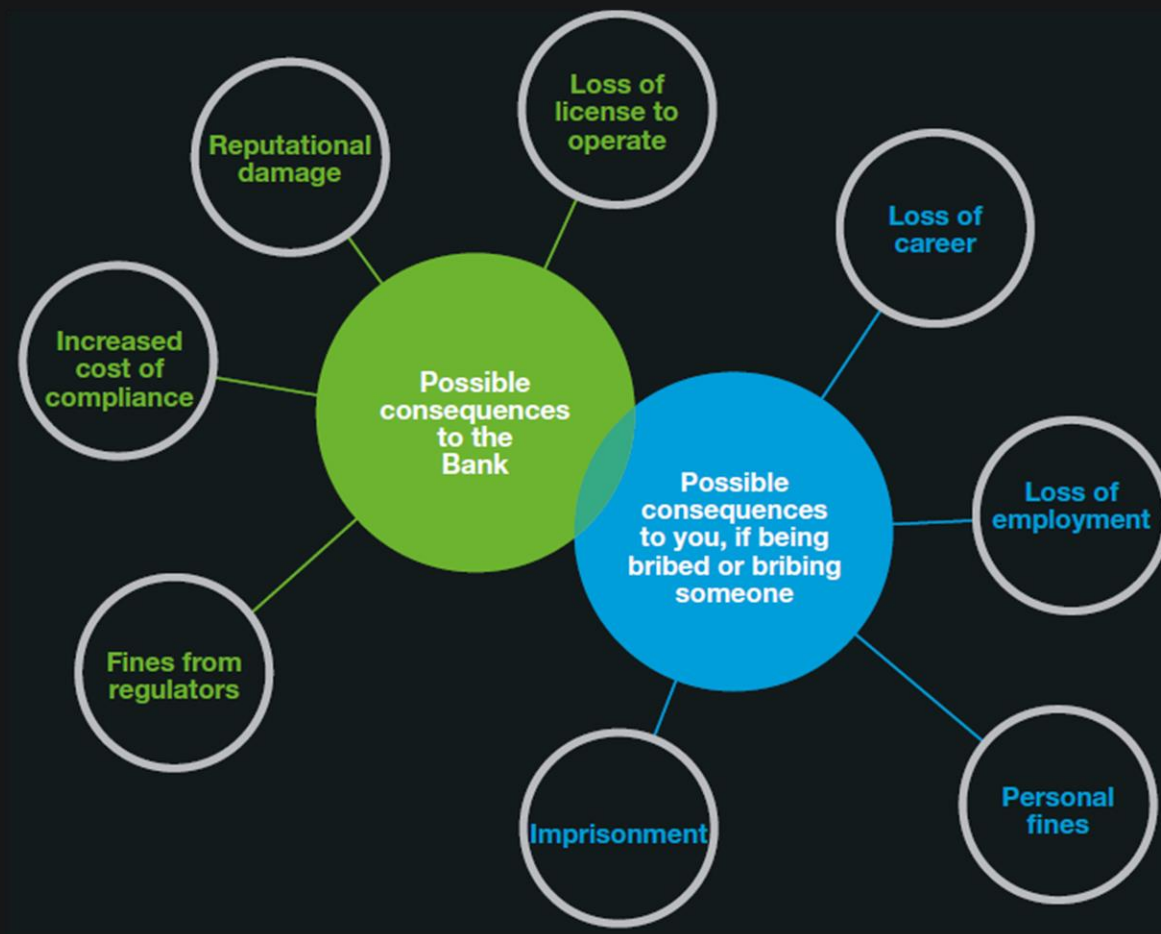 Loss of
license to
operate
Reputational
damage
Loss of
career
Increased
cost of
compliance
Possible
consequences
to the
Bank
Possible
consequences
to you, if being
bribed or bribing
someone
Loss of
employment
Fines from
regulators
Imprisonment
Personal
fines